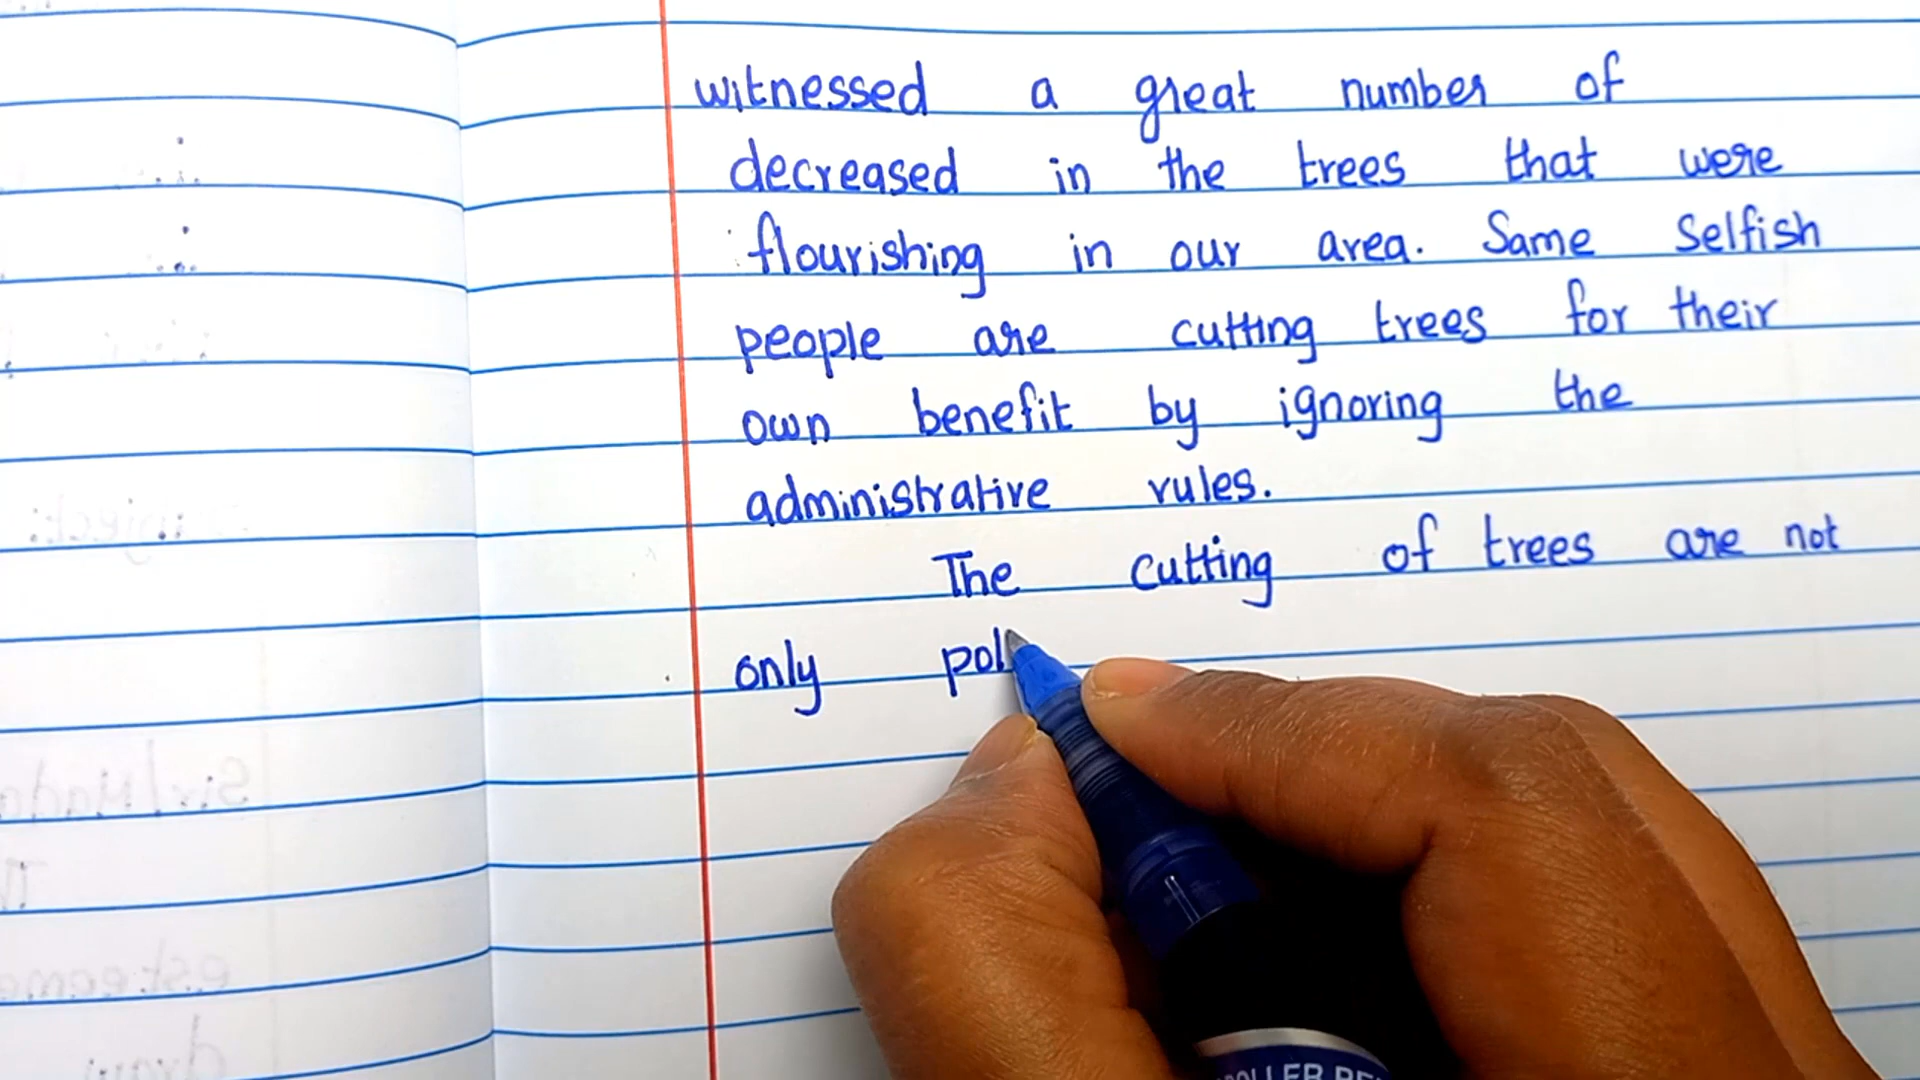 witnessed a great number of
decreased in the trees that were
flourishing in our area. Same Selfish
people are cutting trees for their
own benefit by ignoring the
administrative rules.
The cutting of trees are not
only pol